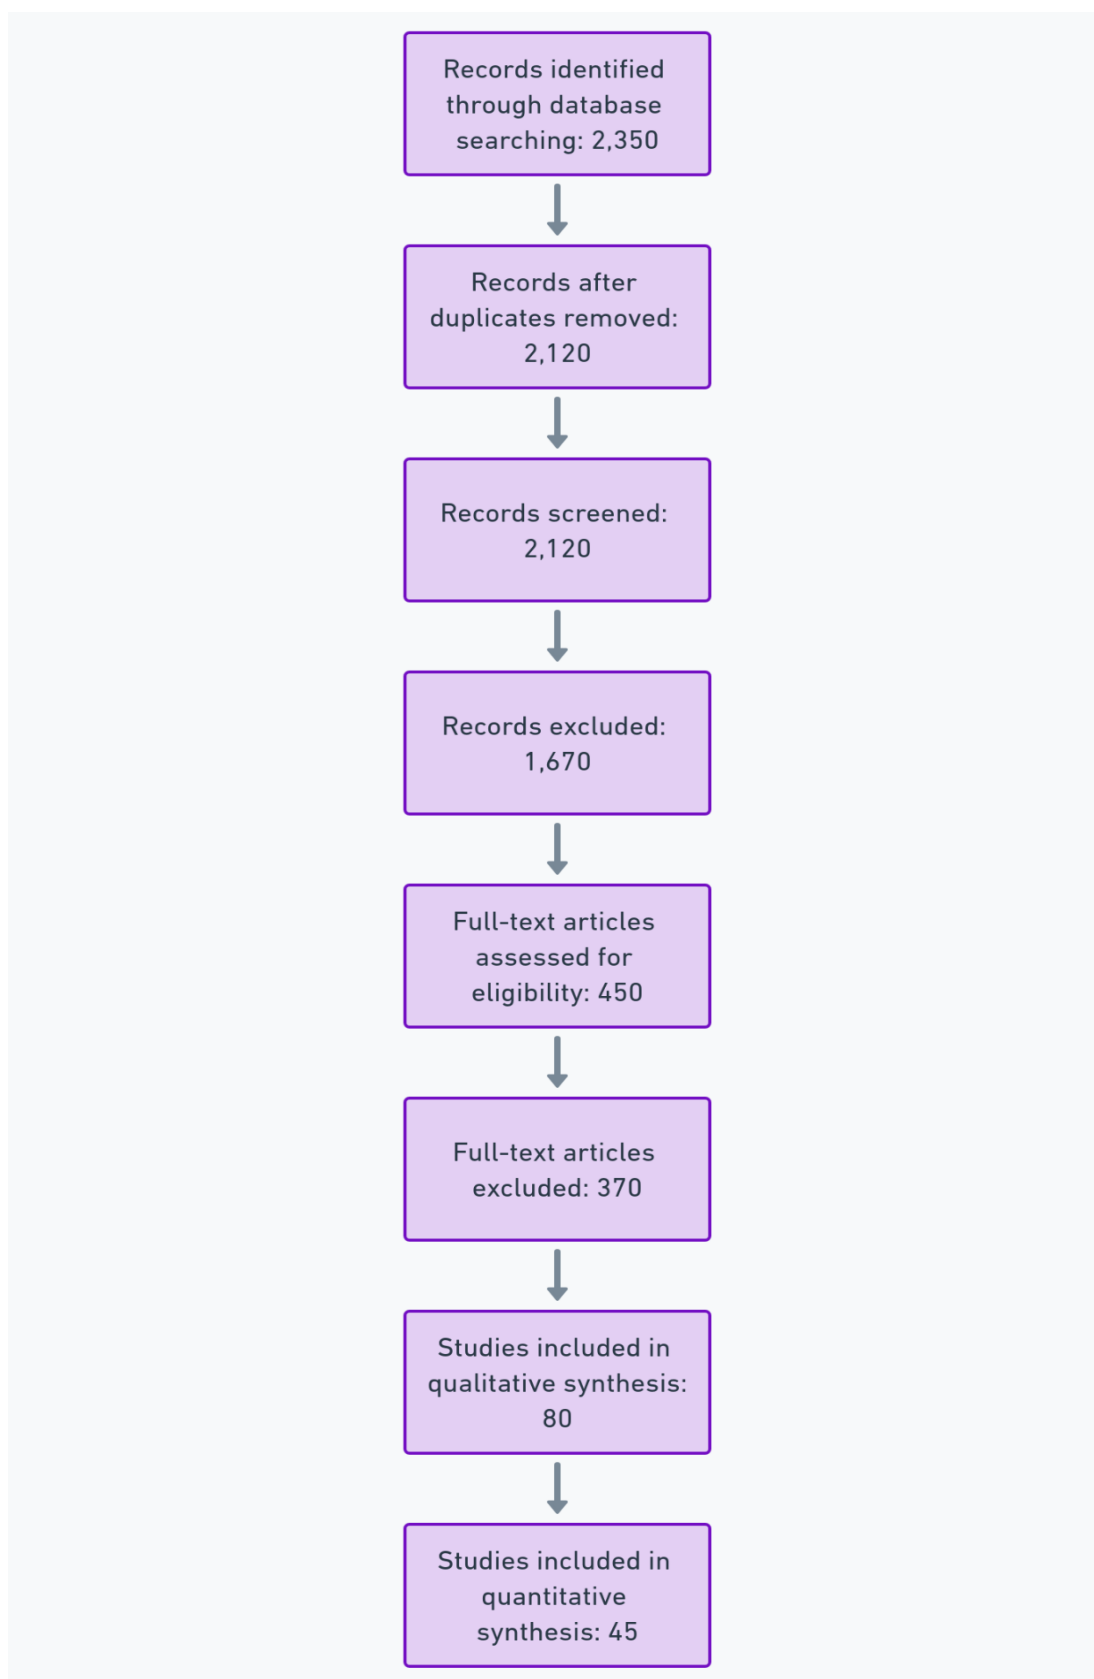 Records identified
through database
searching: 2,350
Records after
duplicates removed:
2,120
Records screened:
2,120
Records excluded:
1,670
Full-text articles
assessed for
eligibility: 450
Full-text articles
excluded: 370
Studies included in
qualitative synthesis:
80
Studies included in
quantitative
synthesis: 45